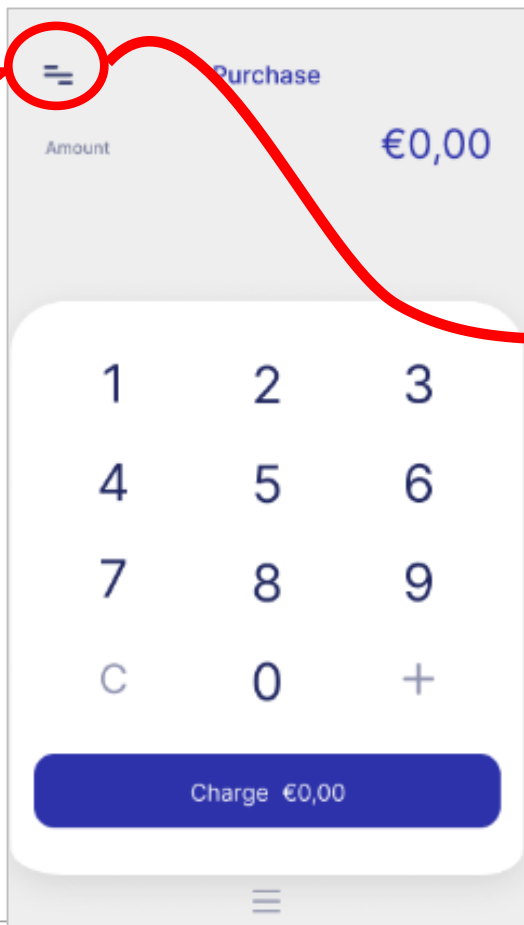 Purchase
Amount €0,00
1 2 3
4 5 6
7 8 9
C 0 +
Charge €0,00